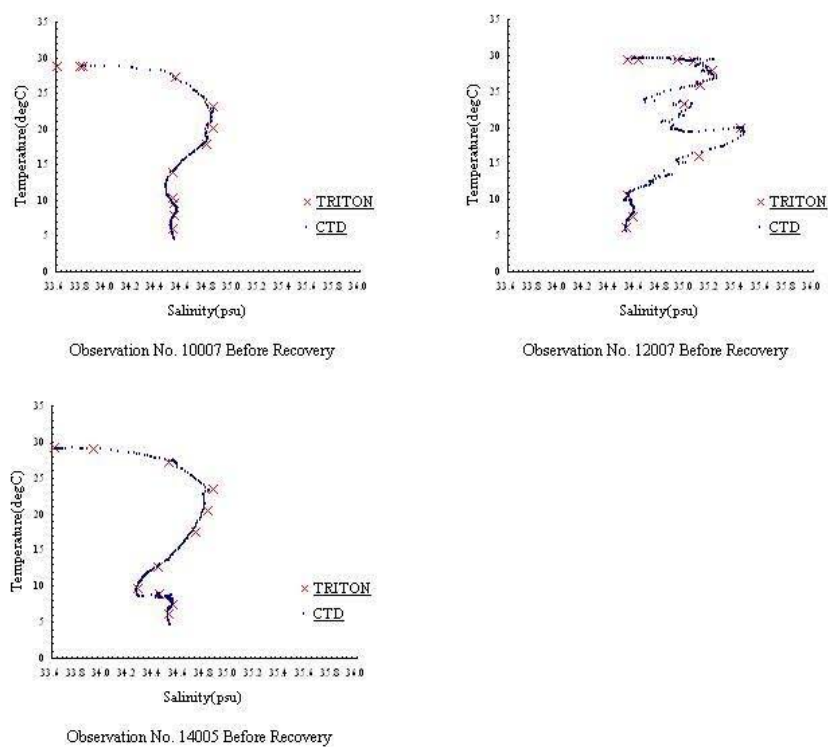 35
30
25
20
15
10
5
0
Temperature(degC)
× TRITON
· CTD
33.6 33.8 34.0 34.2 34.4 34.6 34.8 35.0 35.2 35.4 35.6 35.8 36.0
Salinity(psu)
Observation No. 10007 Before Recovery
35
30
25
20
15
10
5
0
Temperature(degC)
× TRITON
· CTD
33.6 33.8 34.0 34.2 34.4 34.6 34.8 35.0 35.2 35.4 35.6 35.8 36.0
Salinity(psu)
Observation No. 12007 Before Recovery
35
30
25
20
15
10
5
0
Temperature(degC)
× TRITON
· CTD
33.6 33.8 34.0 34.2 34.4 34.6 34.8 35.0 35.2 35.4 35.6 35.8 36.0
Salinity(psu)
Observation No. 14005 Before Recovery